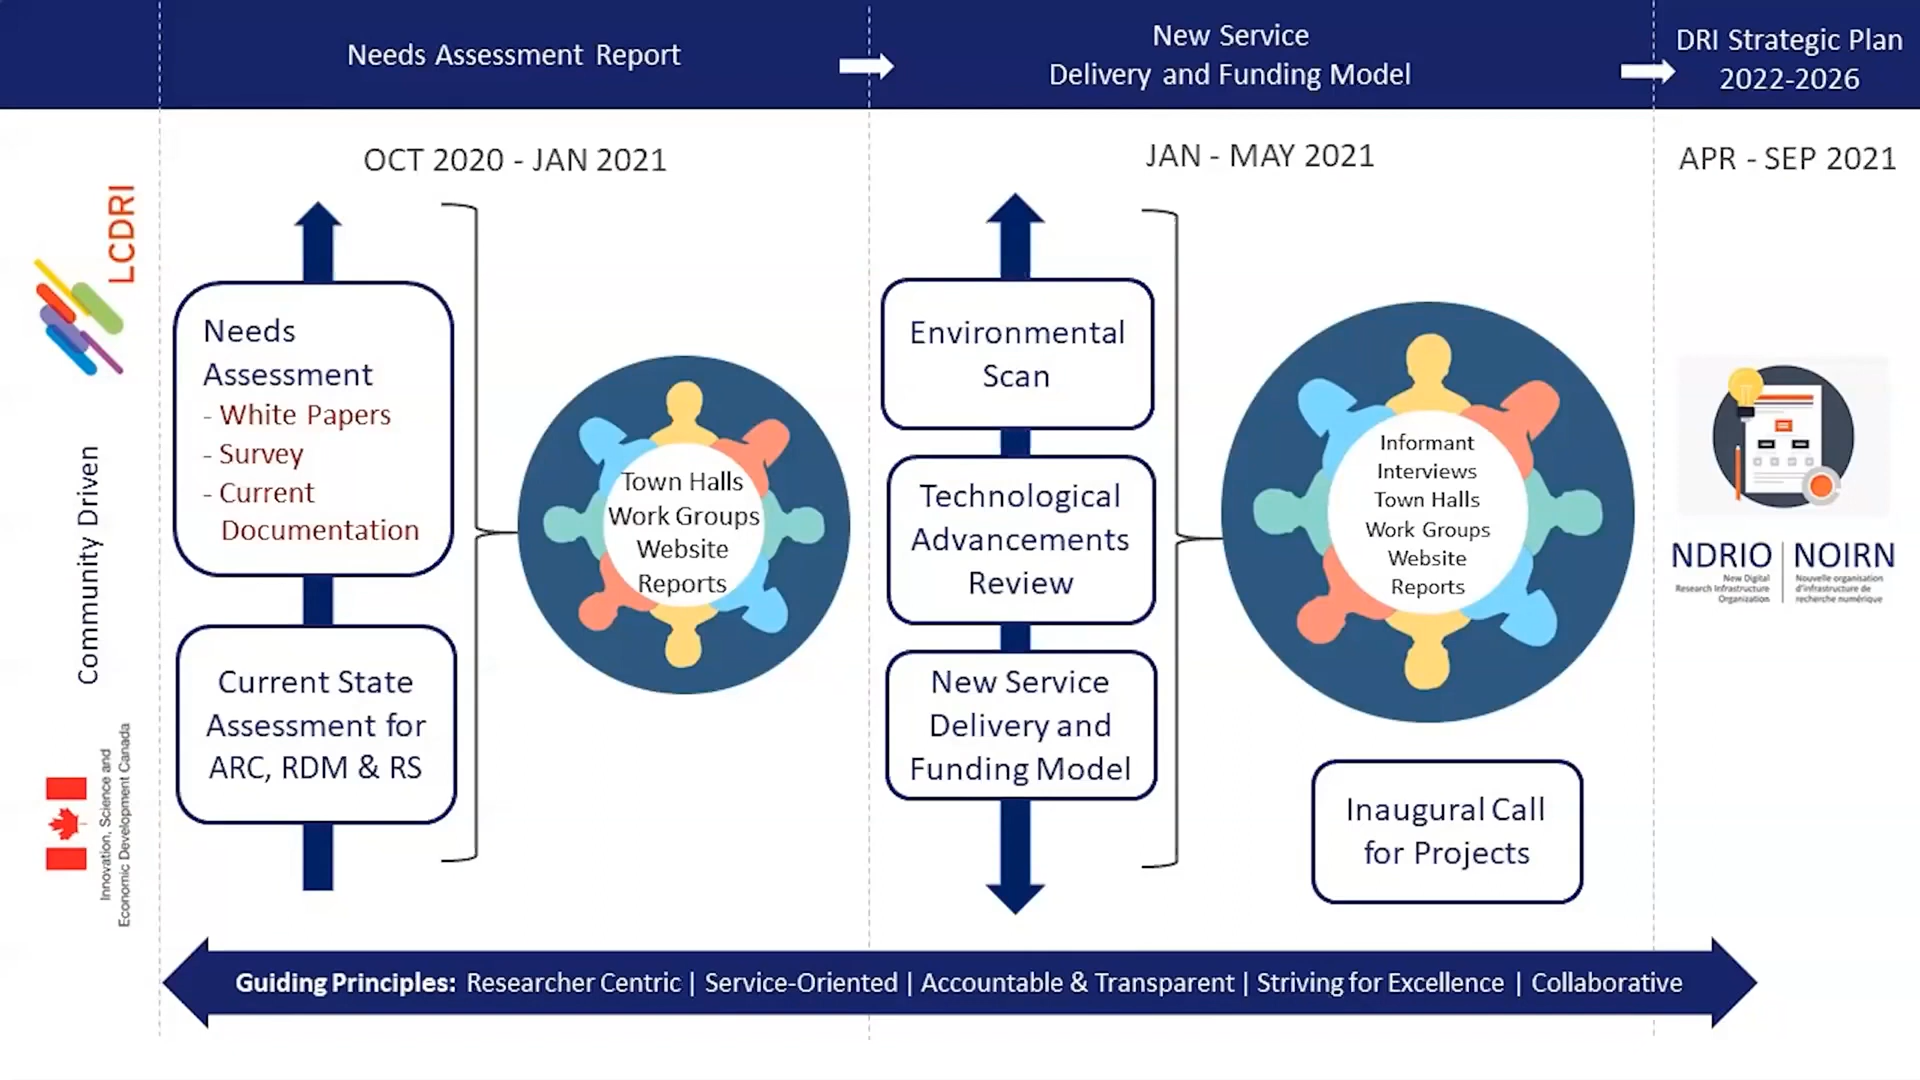 Needs Assessment Report
New Service
Delivery and Funding Model
DRI Strategic Plan
2022-2026
OCT 2020 - JAN 2021
JAN - MAY 2021
APR - SEP 2021
LCDRI
Community Driven
Innovation, Science and
Economic Development Canada
Needs
Assessment
- White Papers
- Survey
- Current
Documentation
Current State
Assessment for
ARC, RDM & RS
Town Halls
Work Groups
Website
Reports
Environmental
Scan
Technological
Advancements
Review
New Service
Delivery and
Funding Model
Informant
Interviews
Town Halls
Work Groups
Website
Reports
Inaugural Call
for Projects
NDRIO | NOIRN
New Digital
Research Infrastructure
Organization
Nouvelle organisation
d'infrastructure de
recherche numérique
Guiding Principles: Researcher Centric | Service-Oriented | Accountable & Transparent | Striving for Excellence | Collaborative